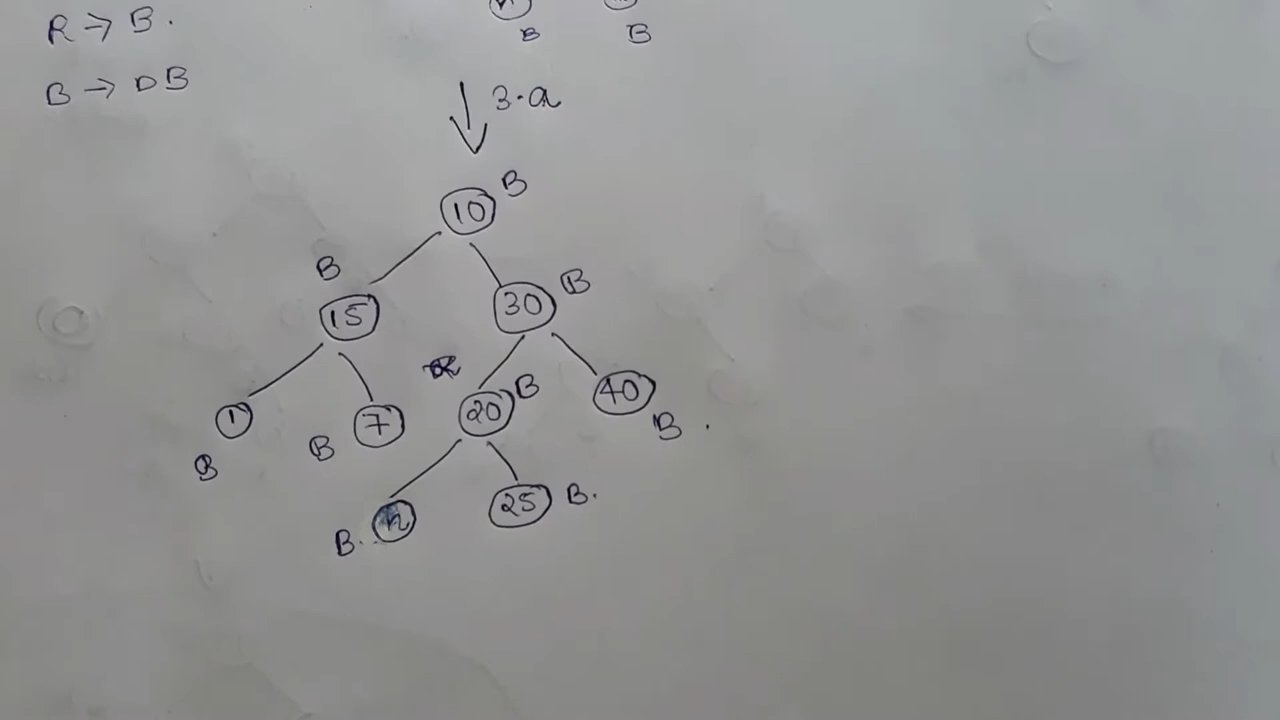 R → B.
B → DB
B B
3.a
10 B
B
15
30 B
20 B
40
B.
1
B
B 7
B. n
25 B.